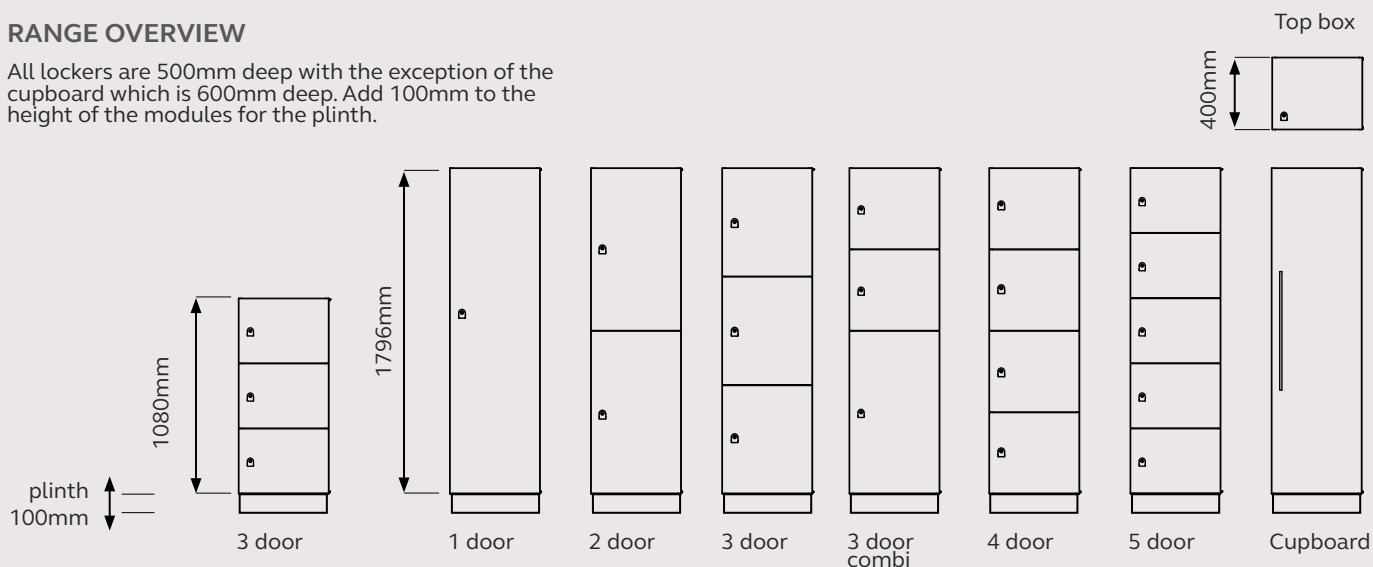 RANGE OVERVIEW
All lockers are 500mm deep with the exception of the
cupboard which is 600mm deep. Add 100mm to the
height of the modules for the plinth.
Top box
400mm
1796mm
1080mm
plinth
100mm
3 door
1 door
2 door
3 door
3 door
combi
4 door
5 door
Cupboard